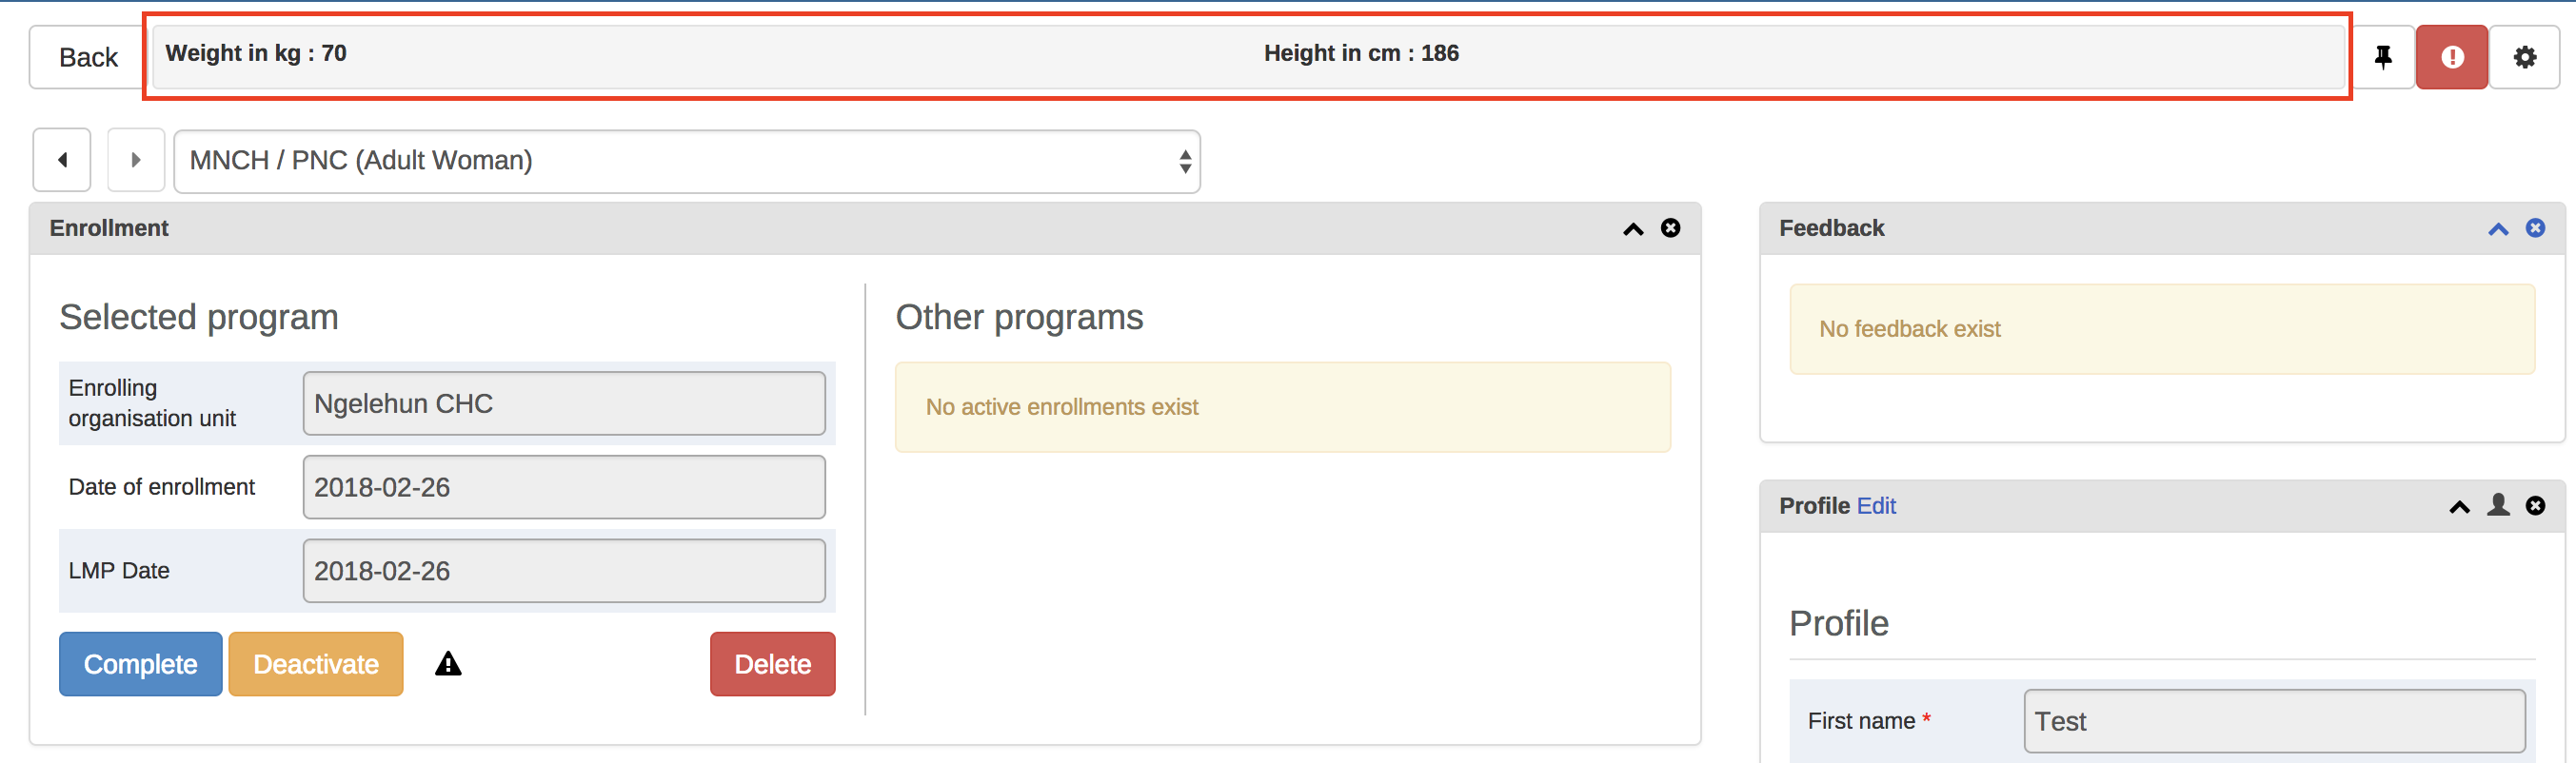 Back
Weight in kg : 70
Height in cm : 186
MNCH / PNC (Adult Woman)
Enrollment
Selected program
Enrolling
organisation unit
Ngelehun CHC
Date of enrollment
2018-02-26
LMP Date
2018-02-26
Complete
Deactivate
Delete
Other programs
No active enrollments exist
Feedback
No feedback exist
Profile Edit
Profile
First name *
Test